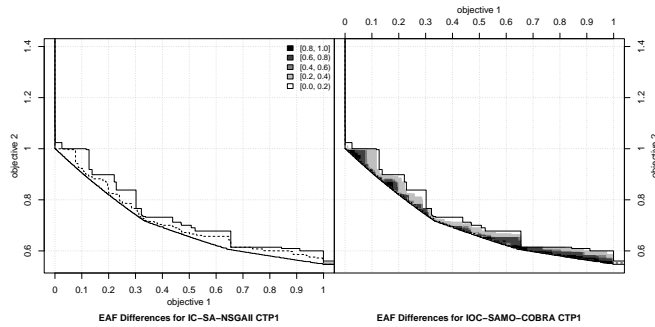 objective 1
0 0.1 0.2 0.3 0.4 0.5 0.6 0.7 0.8 0.9 1
[0.8, 1.0]
[0.6, 0.8)
[0.4, 0.6)
[0.2, 0.4)
[0.0, 0.2)
objective 2
1.4
1.2
1.0
0.8
0.6
1.4
1.2
1.0
0.8
0.6
objective 2
0 0.1 0.2 0.3 0.4 0.5 0.6 0.7 0.8 0.9 1
objective 1
EAF Differences for IC−SA−NSGAII CTP1
EAF Differences for IOC−SAMO−COBRA CTP1